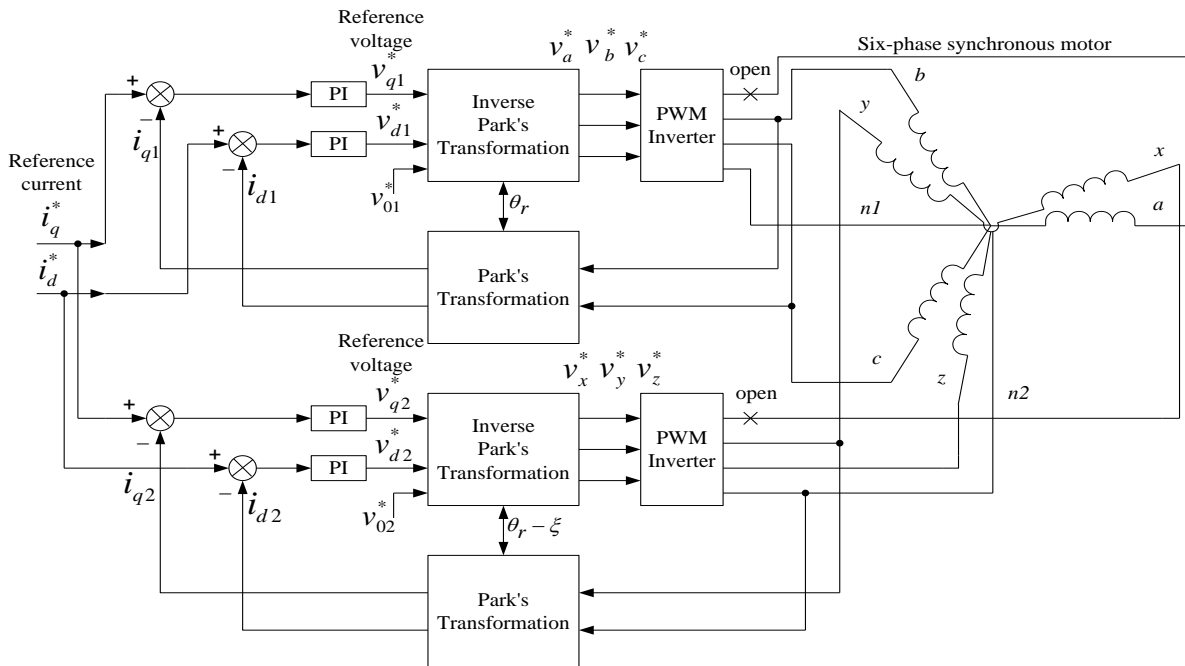 Reference
voltage
v*q1
v*a v*b v*c
Six-phase synchronous motor
open
b
+
PI
−
iq1
Inverse
Park's
Transformation
PWM
Inverter
y
v*d1
+
PI
−
id1
x
Reference
current
i*q
v*01
θr
n1
a
i*d
Park's
Transformation
Reference
voltage
v*q2
v*x v*y v*z
c
z
open
n2
+
PI
−
iq2
Inverse
Park's
Transformation
PWM
Inverter
v*d2
+
PI
−
id2
v*02
θr − ξ
Park's
Transformation